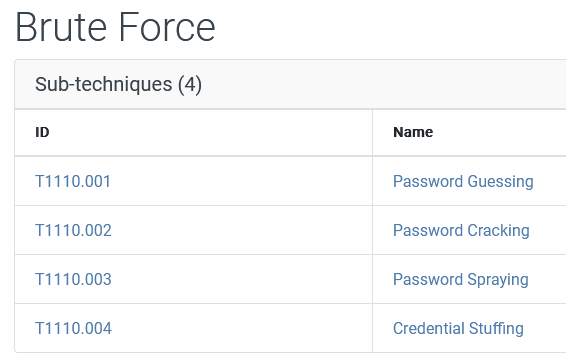 Brute Force
Sub-techniques (4)
ID Name
T1110.001 Password Guessing
T1110.002 Password Cracking
T1110.003 Password Spraying
T1110.004 Credential Stuffing